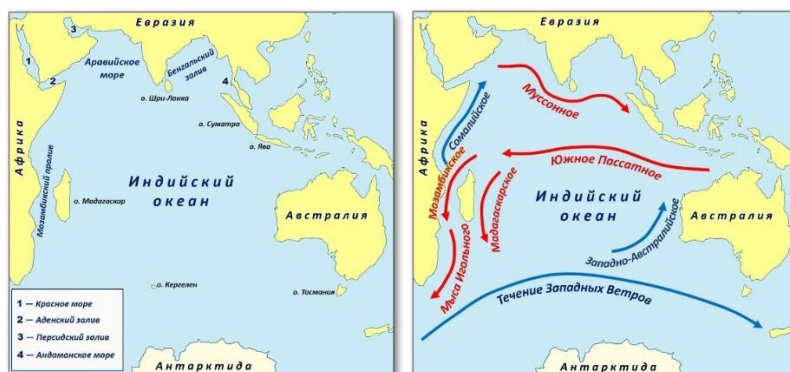 Евразия
3
1
2
Аравийское
море
Бенгальский
залив
4
о. Шри-Ланка
о. Суматра
о. Ява
Африка
Мозамбикский пролив
о. Мадагаскар
Индийский
океан
Австралия
о. Кергелен
о. Тасмания
1 — Красное море
2 — Аденский залив
3 — Персидский залив
4 — Андаманское море
Антарктида
Евразия
Муссонное
Сомалийское
Африка
Южное Пассатное
Мозамбикское
Мадагаскарское
Индийский
океан
Австралия
Западно-Австралийское
Мыса Игольного
Течение Западных Ветров
Антарктида